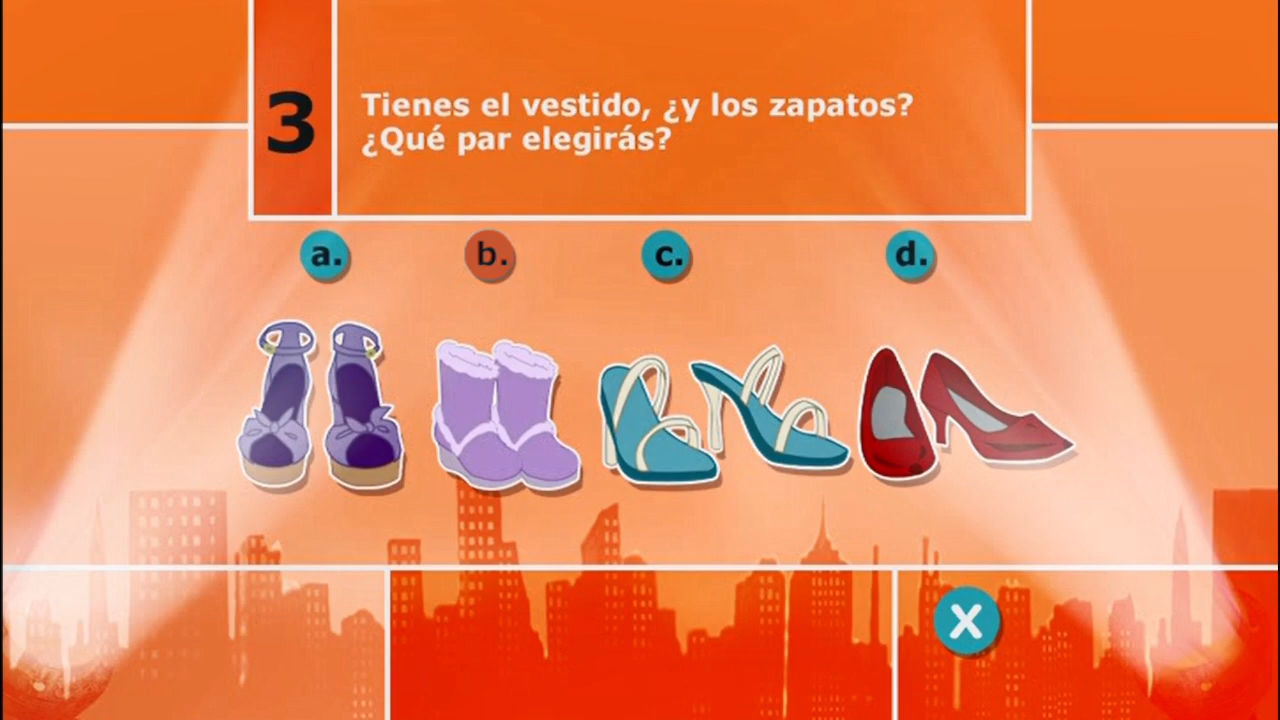 3
Tienes el vestido, ¿y los zapatos?
¿Qué par elegirás?
a.
b.
c.
d.
X